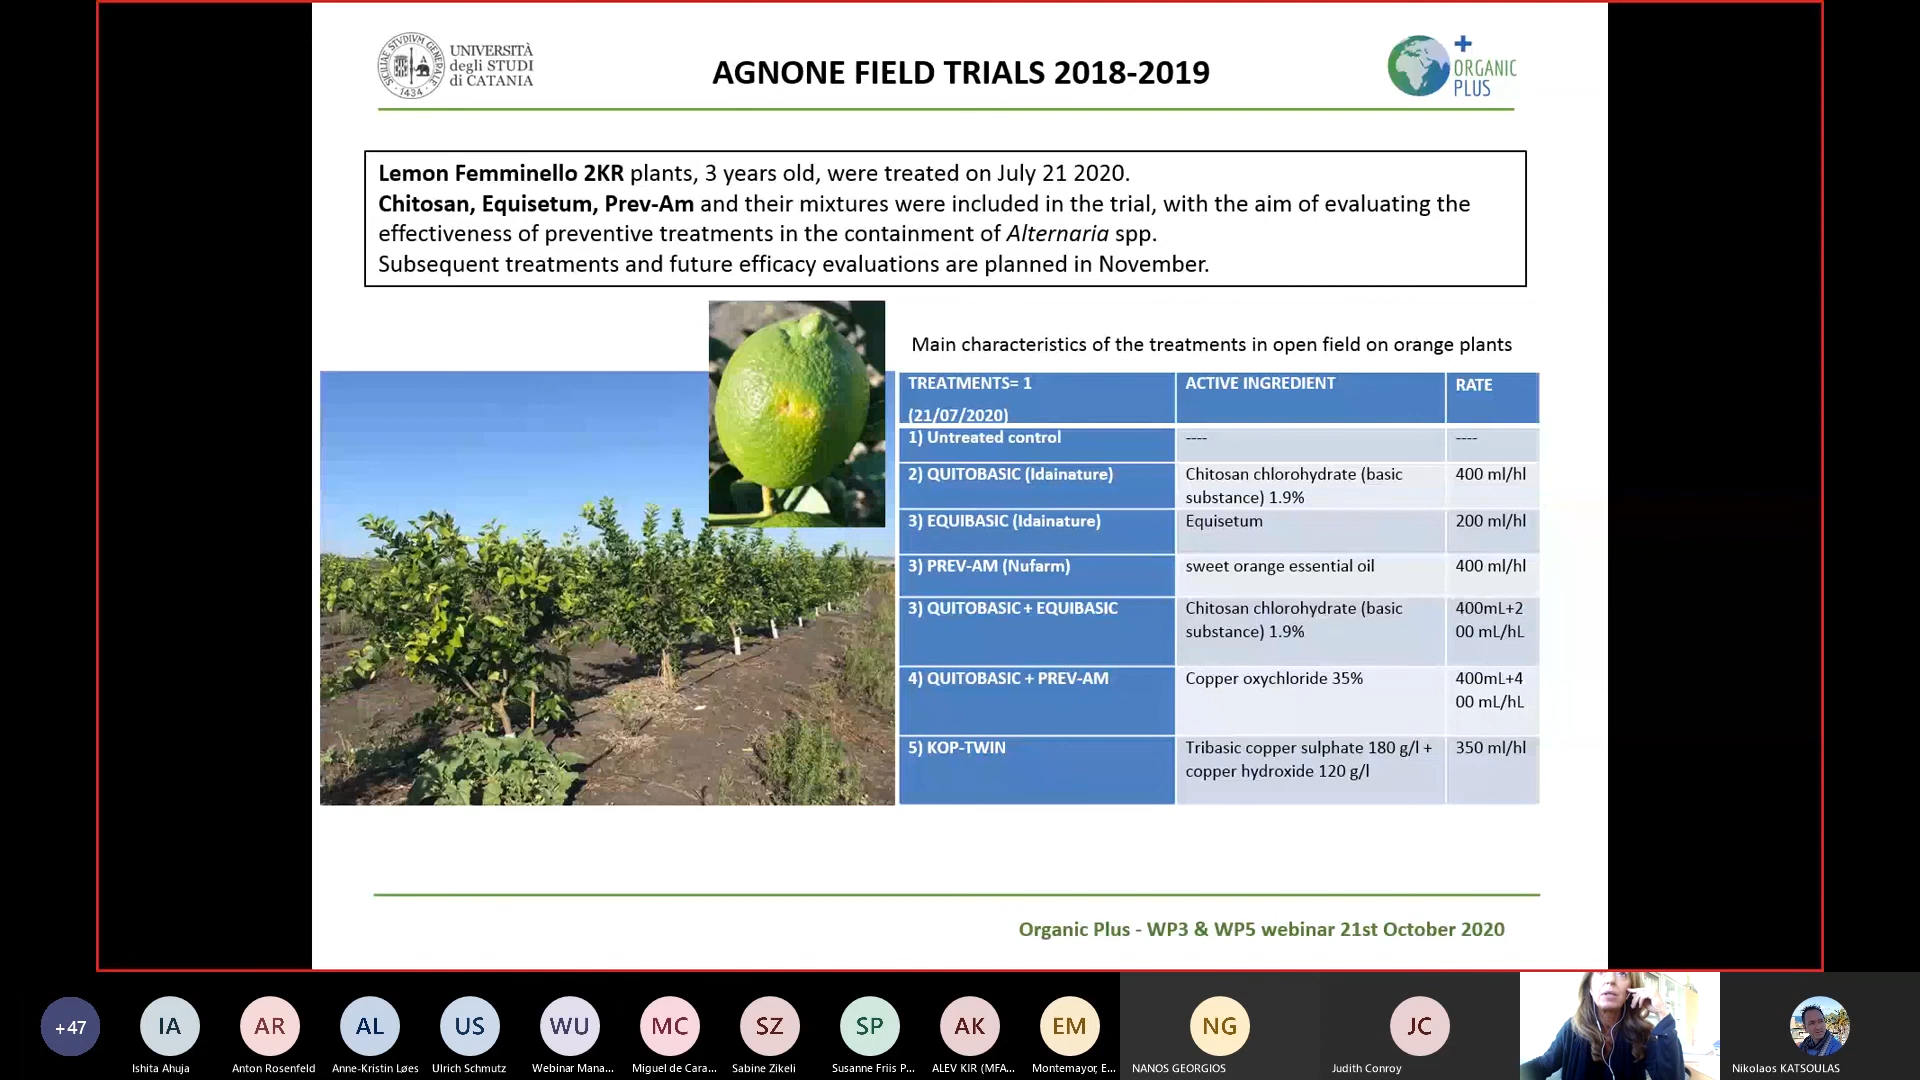 UNIVERSITÀ
degli STUDI
di CATANIA
SICILIAE STUDIVM GENERALE
1434
AGNONE FIELD TRIALS 2018-2019
ORGANIC
PLUS
Lemon Femminello 2KR plants, 3 years old, were treated on July 21 2020.
Chitosan, Equisetum, Prev-Am and their mixtures were included in the trial, with the aim of evaluating the
effectiveness of preventive treatments in the containment of Alternaria spp.
Subsequent treatments and future efficacy evaluations are planned in November.
Main characteristics of the treatments in open field on orange plants
TREATMENTS= 1
(21/07/2020)
ACTIVE INGREDIENT
RATE
1) Untreated control
----
----
2) QUITOBASIC (Idainature)
Chitosan chlorohydrate (basic
substance) 1.9%
400 ml/hl
3) EQUIBASIC (Idainature)
Equisetum
200 ml/hl
3) PREV-AM (Nufarm)
sweet orange essential oil
400 ml/hl
3) QUITOBASIC + EQUIBASIC
Chitosan chlorohydrate (basic
substance) 1.9%
400mL+2
00 mL/hL
4) QUITOBASIC + PREV-AM
Copper oxychloride 35%
400mL+4
00 mL/hL
5) KOP-TWIN
Tribasic copper sulphate 180 g/l +
copper hydroxide 120 g/l
350 ml/hl
Organic Plus - WP3 & WP5 webinar 21st October 2020
+47
IA
AR
AL
US
WU
MC
SZ
SP
AK
EM
NG
JC
Ishita Ahuja
Anton Rosenfeld
Anne-Kristin Løes
Ulrich Schmutz
Webinar Mana...
Miguel de Cara...
Sabine Zikeli
Susanne Friis P...
ALEV KIR (MFA...
Montemayor, E...
NANOS GEORGIOS
Judith Conroy
Nikolaos KATSOULAS